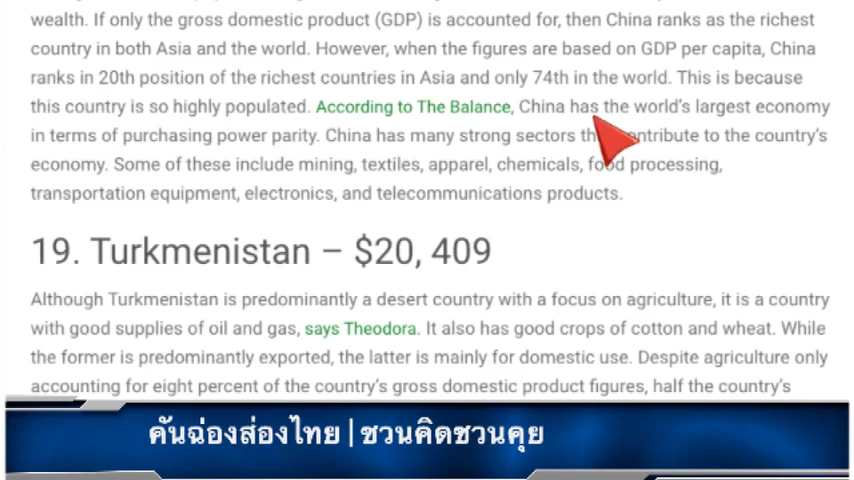 wealth. If only the gross domestic product (GDP) is accounted for, then China ranks as the richest
country in both Asia and the world. However, when the figures are based on GDP per capita, China
ranks in 20th position of the richest countries in Asia and only 74th in the world. This is because
this country is so highly populated. According to The Balance, China has the world's largest economy
in terms of purchasing power parity. China has many strong sectors contribute to the country's
economy. Some of these include mining, textiles, apparel, chemicals, food processing,
transportation equipment, electronics, and telecommunications products.
19. Turkmenistan – $20, 409
Although Turkmenistan is predominantly a desert country with a focus on agriculture, it is a country
with good supplies of oil and gas, says Theodora. It also has good crops of cotton and wheat. While
the former is predominantly exported, the latter is mainly for domestic use. Despite agriculture only
accounting for eight percent of the country's gross domestic product figures, half the country's
คันฉ่องส่องไทย | ชวนคิดชวนคุย